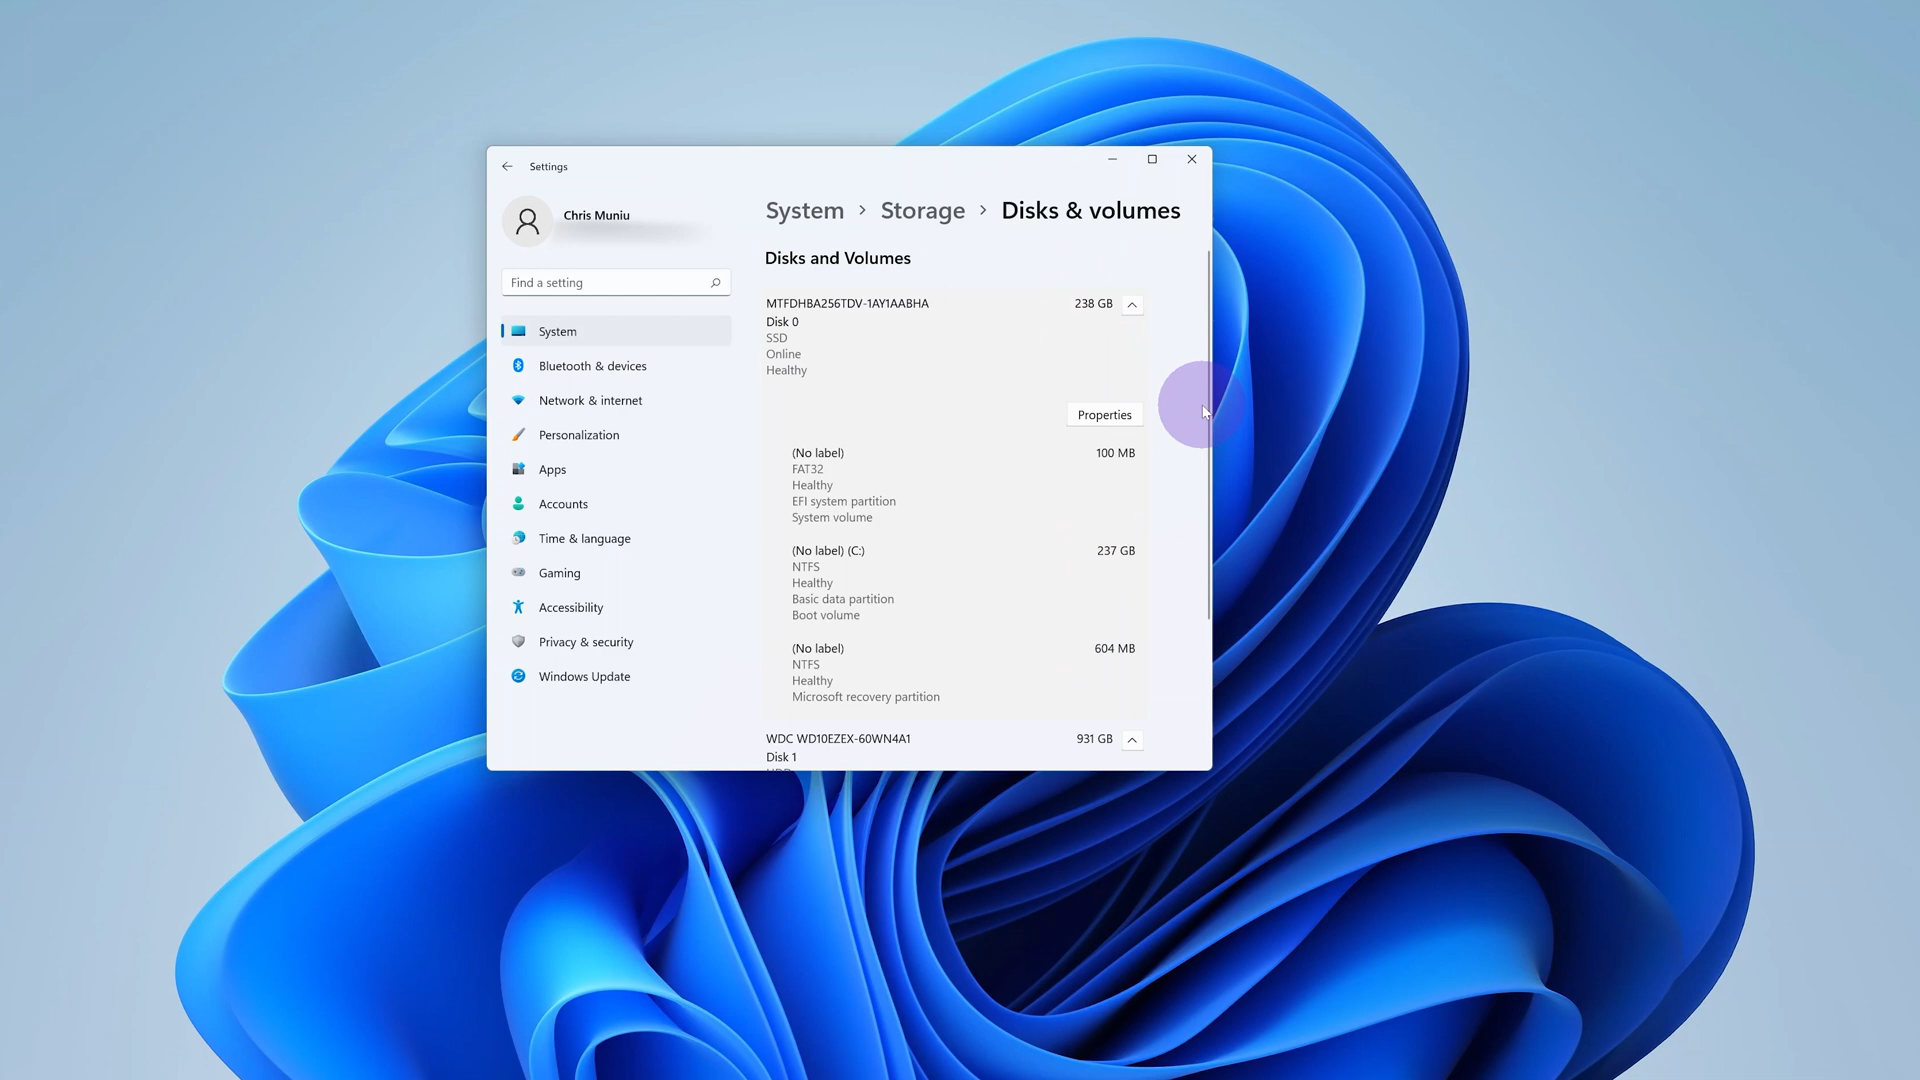 Settings
Chris Muniu
Find a setting
System
Bluetooth & devices
Network & internet
Personalization
Apps
Accounts
Time & language
Gaming
Accessibility
Privacy & security
Windows Update
System > Storage > Disks & volumes
Disks and Volumes
MTFDHBA256TDV-1AY1AABHA 238 GB
Disk 0
SSD
Online
Healthy
Properties
(No label) 100 MB
FAT32
Healthy
EFI system partition
System volume
(No label) (C:) 237 GB
NTFS
Healthy
Basic data partition
Boot volume
(No label) 604 MB
NTFS
Healthy
Microsoft recovery partition
WDC WD10EZEX-60WN4A1 931 GB
Disk 1